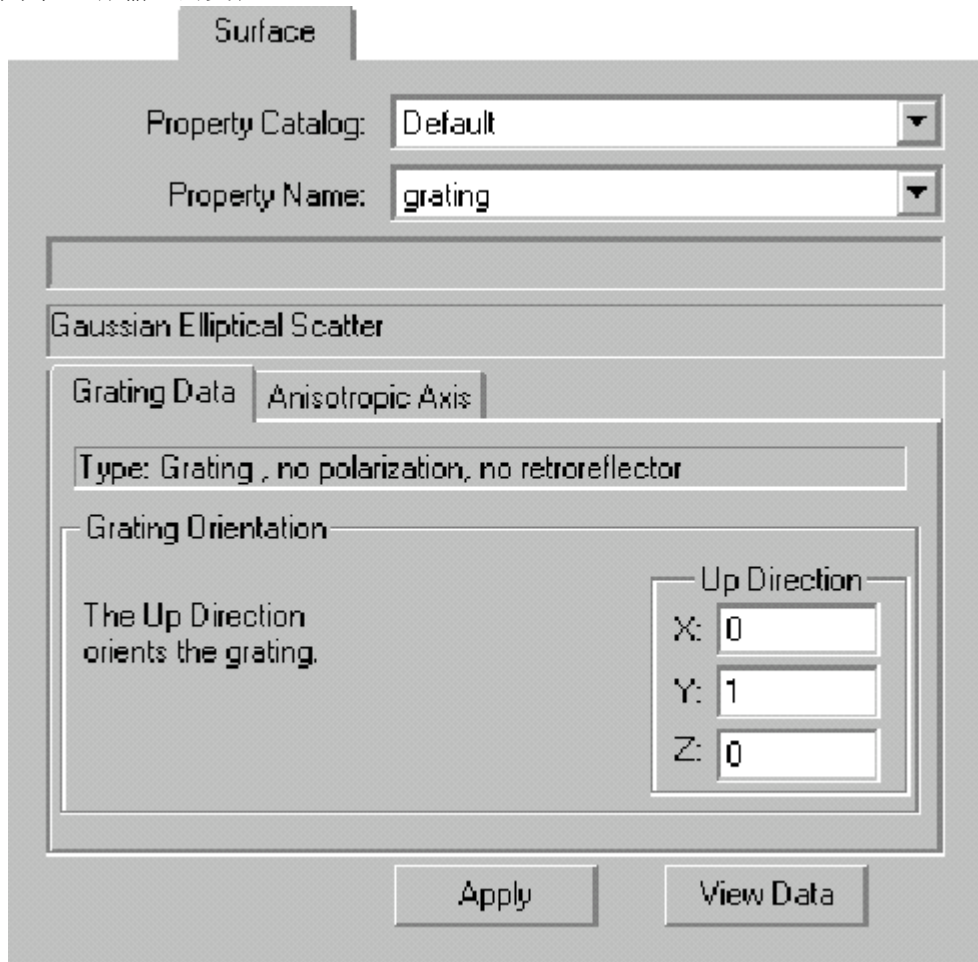 Surface
Property Catalog: Default
Property Name: grating
Gaussian Elliptical Scatter
Grating Data Anisotropic Axis
Type: Grating , no polarization, no retroreflector
Grating Orientation
Up Direction
The Up Direction
orients the grating.
X: 0
Y: 1
Z: 0
Apply View Data